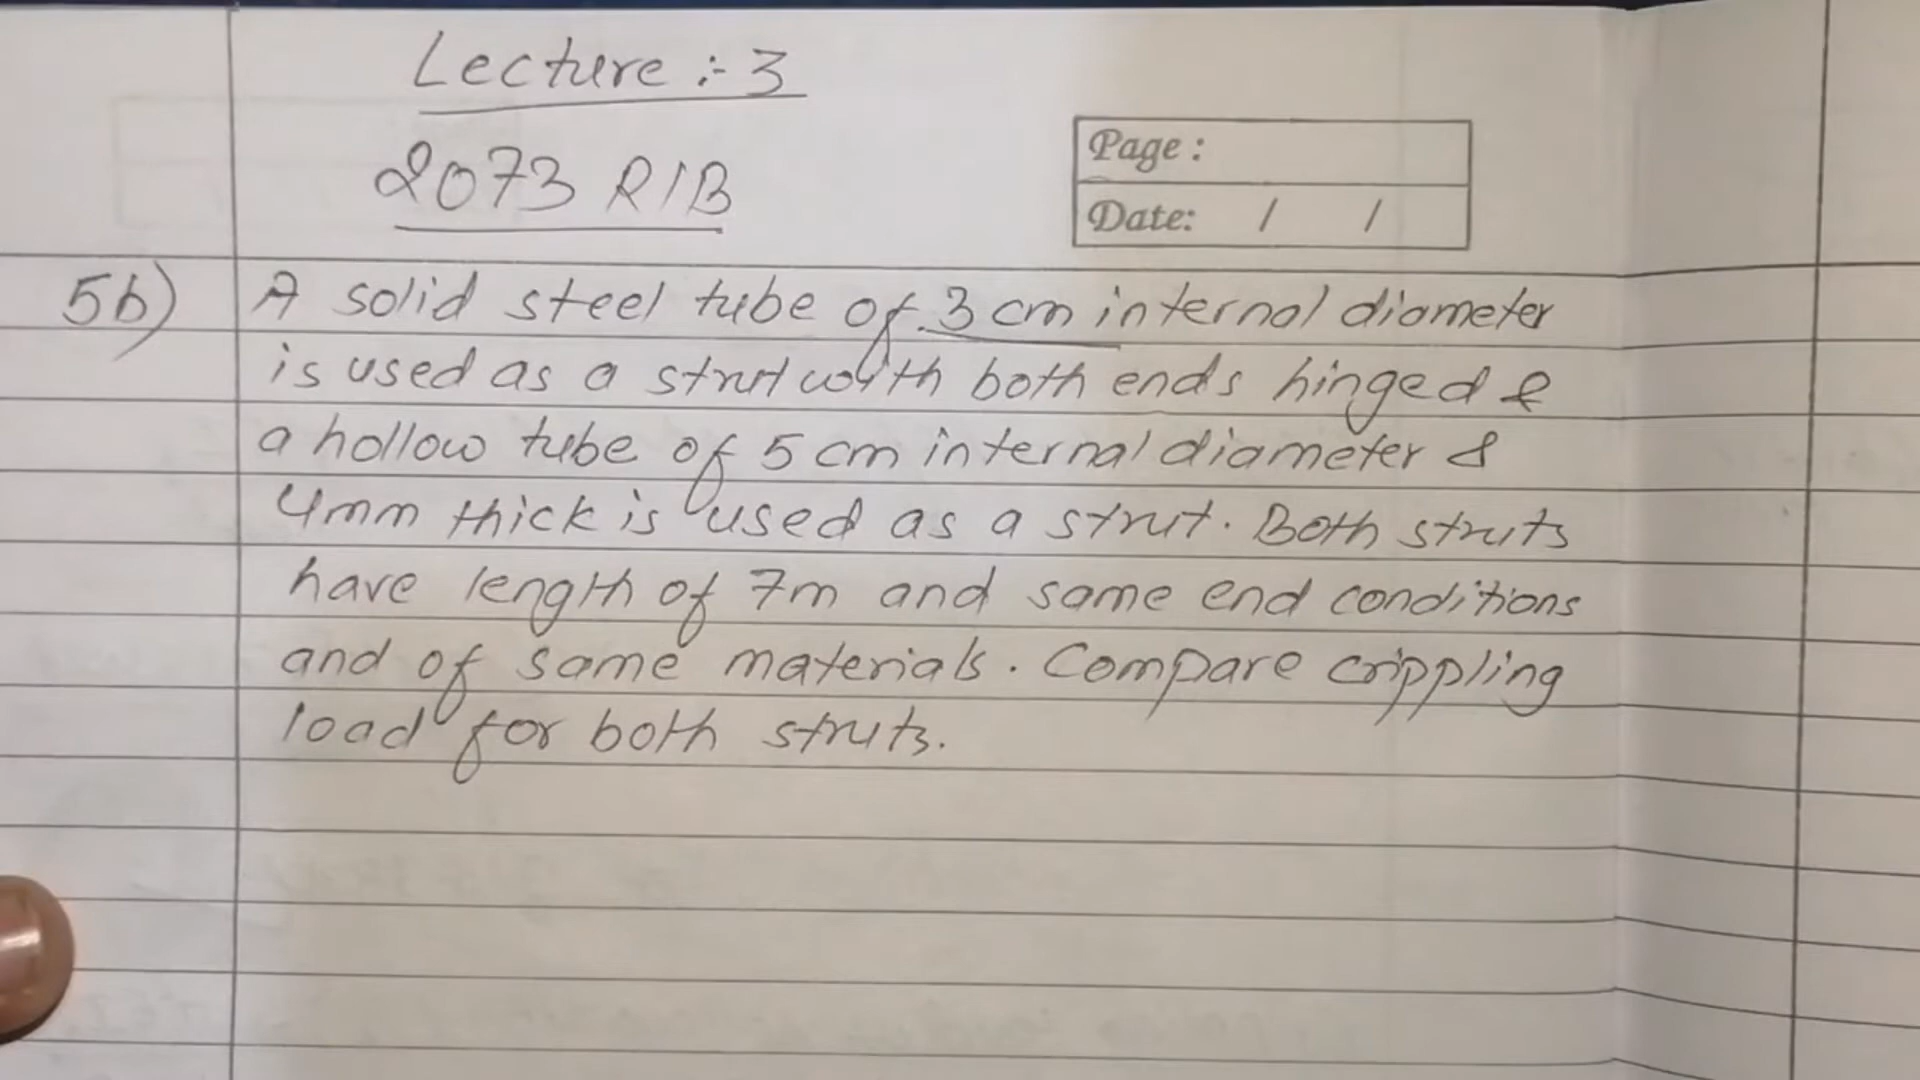 Lecture :- 3
2073 R/B
Page :
Date: / /
5b) A solid steel tube of 3 cm internal diameter
is used as a strut with both ends hinged &
a hollow tube of 5 cm internal diameter &
4mm thick is used as a strut. Both struts
have length of 7m and same end conditions
and of same materials. Compare crippling
load for both struts.